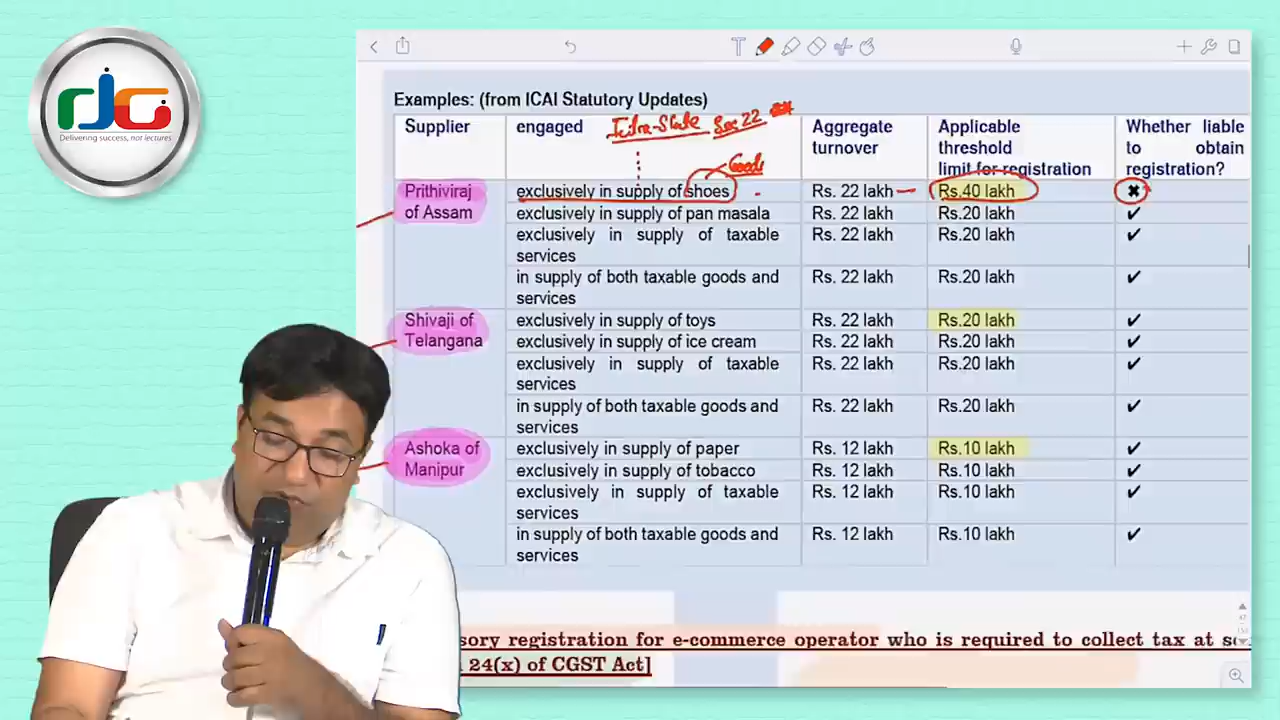 rjc
Delivering success, not lectures
T
Examples: (from ICAI Statutory Updates)
Intra-State Sec 22
Goods
Supplier engaged Aggregate turnover Applicable threshold limit for registration Whether liable to obtain registration?
Prithiviraj of Assam exclusively in supply of shoes Rs. 22 lakh Rs.40 lakh ✖
exclusively in supply of pan masala Rs. 22 lakh Rs.20 lakh ✔
exclusively in supply of taxable services Rs. 22 lakh Rs.20 lakh ✔
in supply of both taxable goods and services Rs. 22 lakh Rs.20 lakh ✔
Shivaji of Telangana exclusively in supply of toys Rs. 22 lakh Rs.20 lakh ✔
exclusively in supply of ice cream Rs. 22 lakh Rs.20 lakh ✔
exclusively in supply of taxable services Rs. 22 lakh Rs.20 lakh ✔
in supply of both taxable goods and services Rs. 22 lakh Rs.20 lakh ✔
Ashoka of Manipur exclusively in supply of paper Rs. 12 lakh Rs.10 lakh ✔
exclusively in supply of tobacco Rs. 12 lakh Rs.10 lakh ✔
exclusively in supply of taxable services Rs. 12 lakh Rs.10 lakh ✔
in supply of both taxable goods and services Rs. 12 lakh Rs.10 lakh ✔
sory registration for e-commerce operator who is required to collect tax at
24(x) of CGST Act]